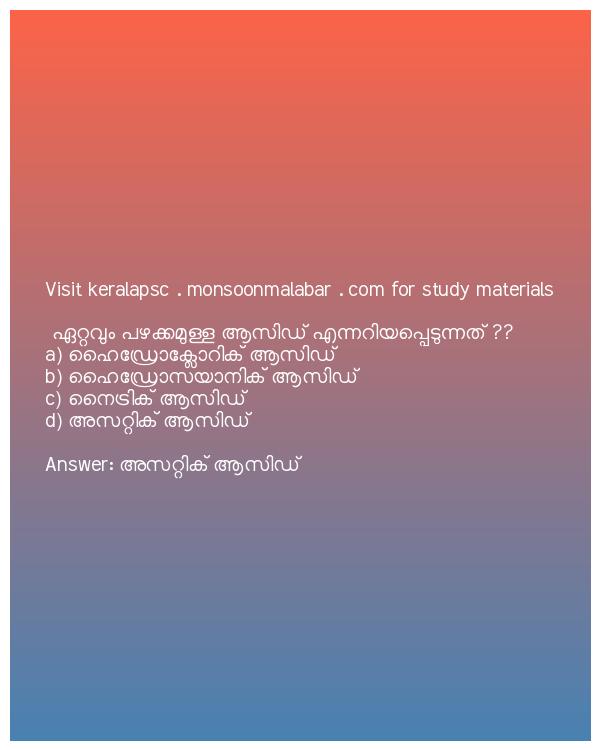 Visit keralapsc . monsoonmalabar . com for study materials
ഏറ്റവും പഴക്കമുള്ള ആസിഡ് എന്നറിയപ്പെടുന്നത് ??
a) ഹൈഡ്രോക്ലോറിക് ആസിഡ്
b) ഹൈഡ്രോസയാനിക് ആസിഡ്
c) നൈട്രിക് ആസിഡ്
d) അസറ്റിക് ആസിഡ്
Answer: അസറ്റിക് ആസിഡ്